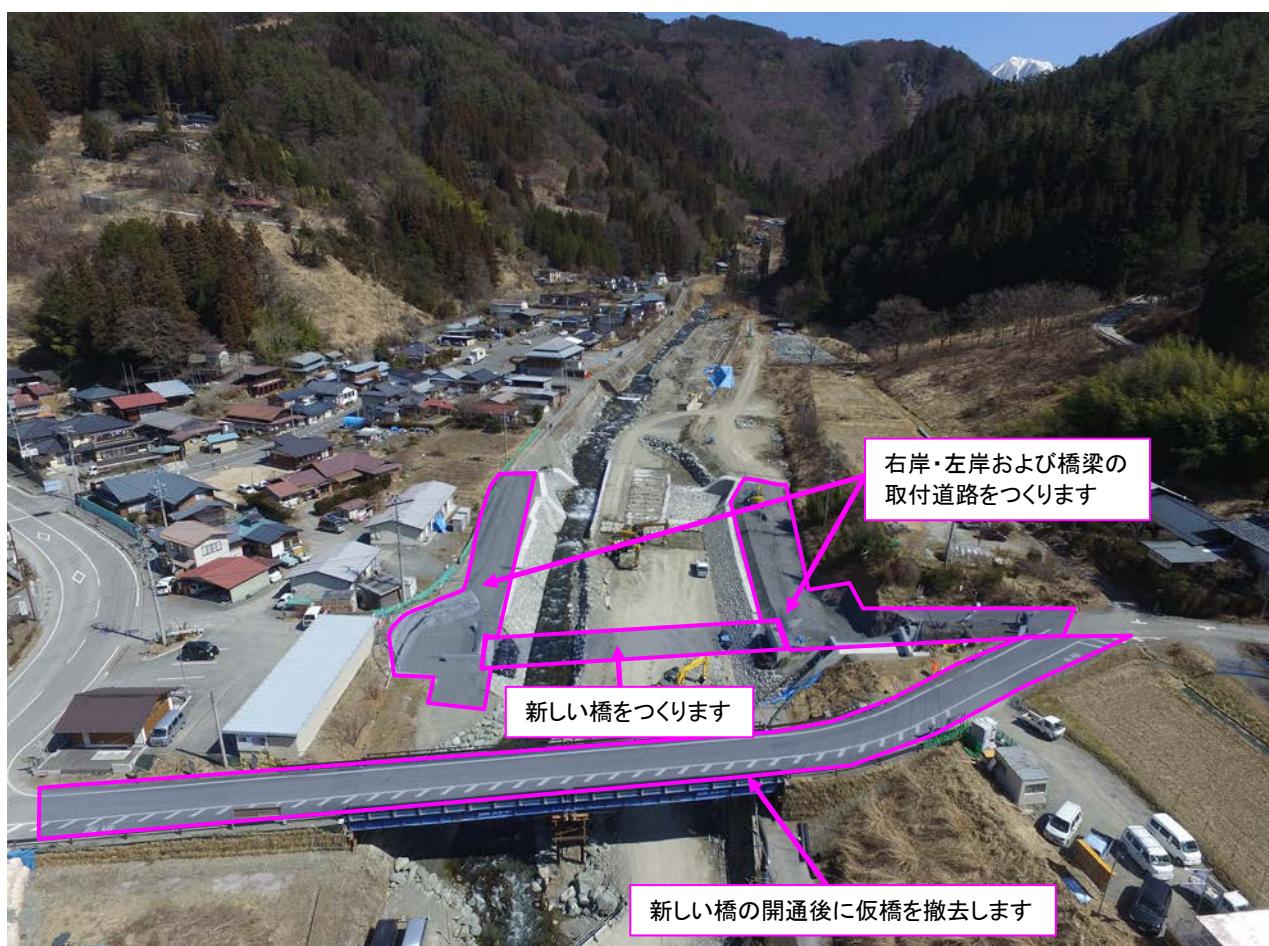 右岸・左岸および橋梁の
取付道路をつくります
新しい橋をつくります
新しい橋の開通後に仮橋を撤去します